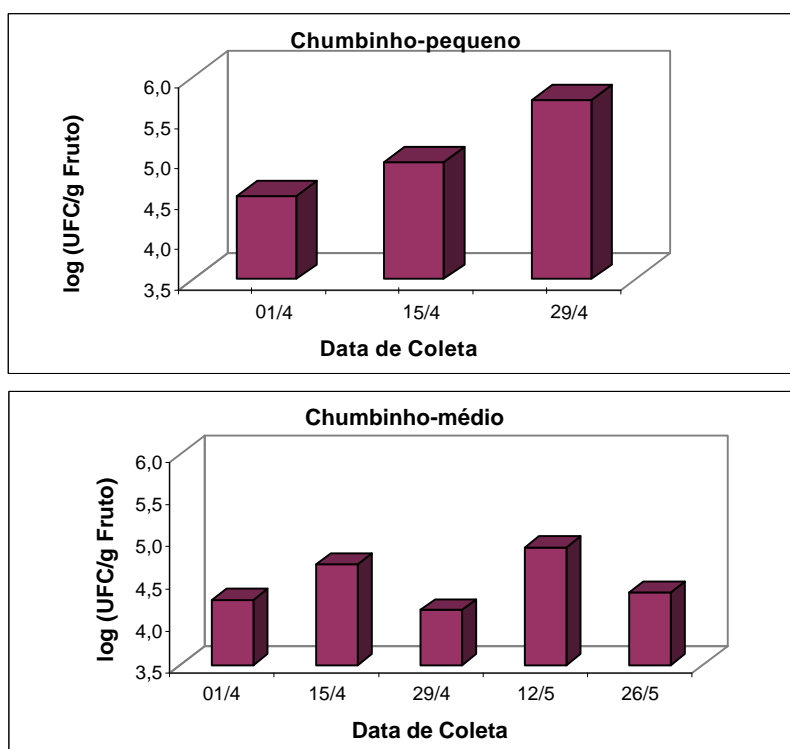 Chumbinho-pequeno
log (UFC/g Fruto)
6,0
5,5
5,0
4,5
4,0
3,5
01/4 15/4 29/4
Data de Coleta
Chumbinho-médio
log (UFC/g Fruto)
6,0
5,5
5,0
4,5
4,0
3,5
01/4 15/4 29/4 12/5 26/5
Data de Coleta